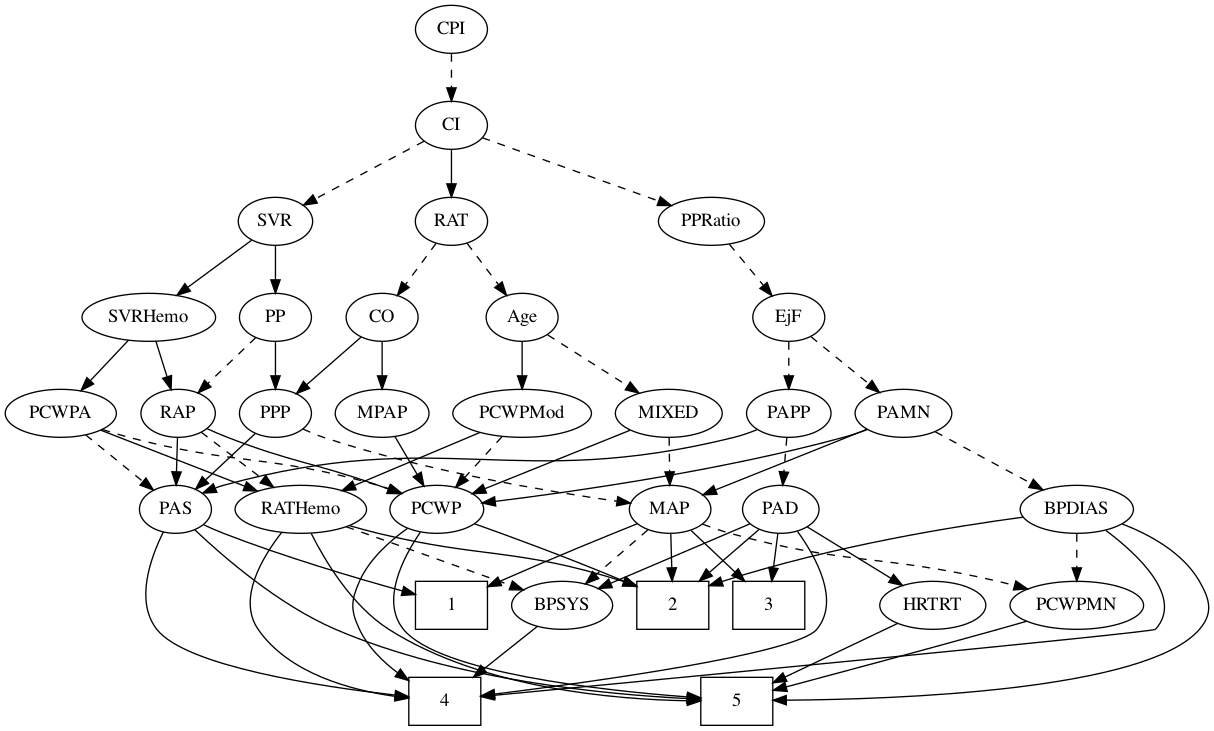 CPI
CI
SVR
RAT
PPRatio
SVRHemo
PP
CO
Age
EjF
PCWPA
RAP
PPP
MPAP
PCWPMod
MIXED
PAPP
PAMN
PAS
RATHemo
PCWP
MAP
PAD
BPDIAS
1
BPSYS
2
3
HRTRT
PCWPMN
4
5